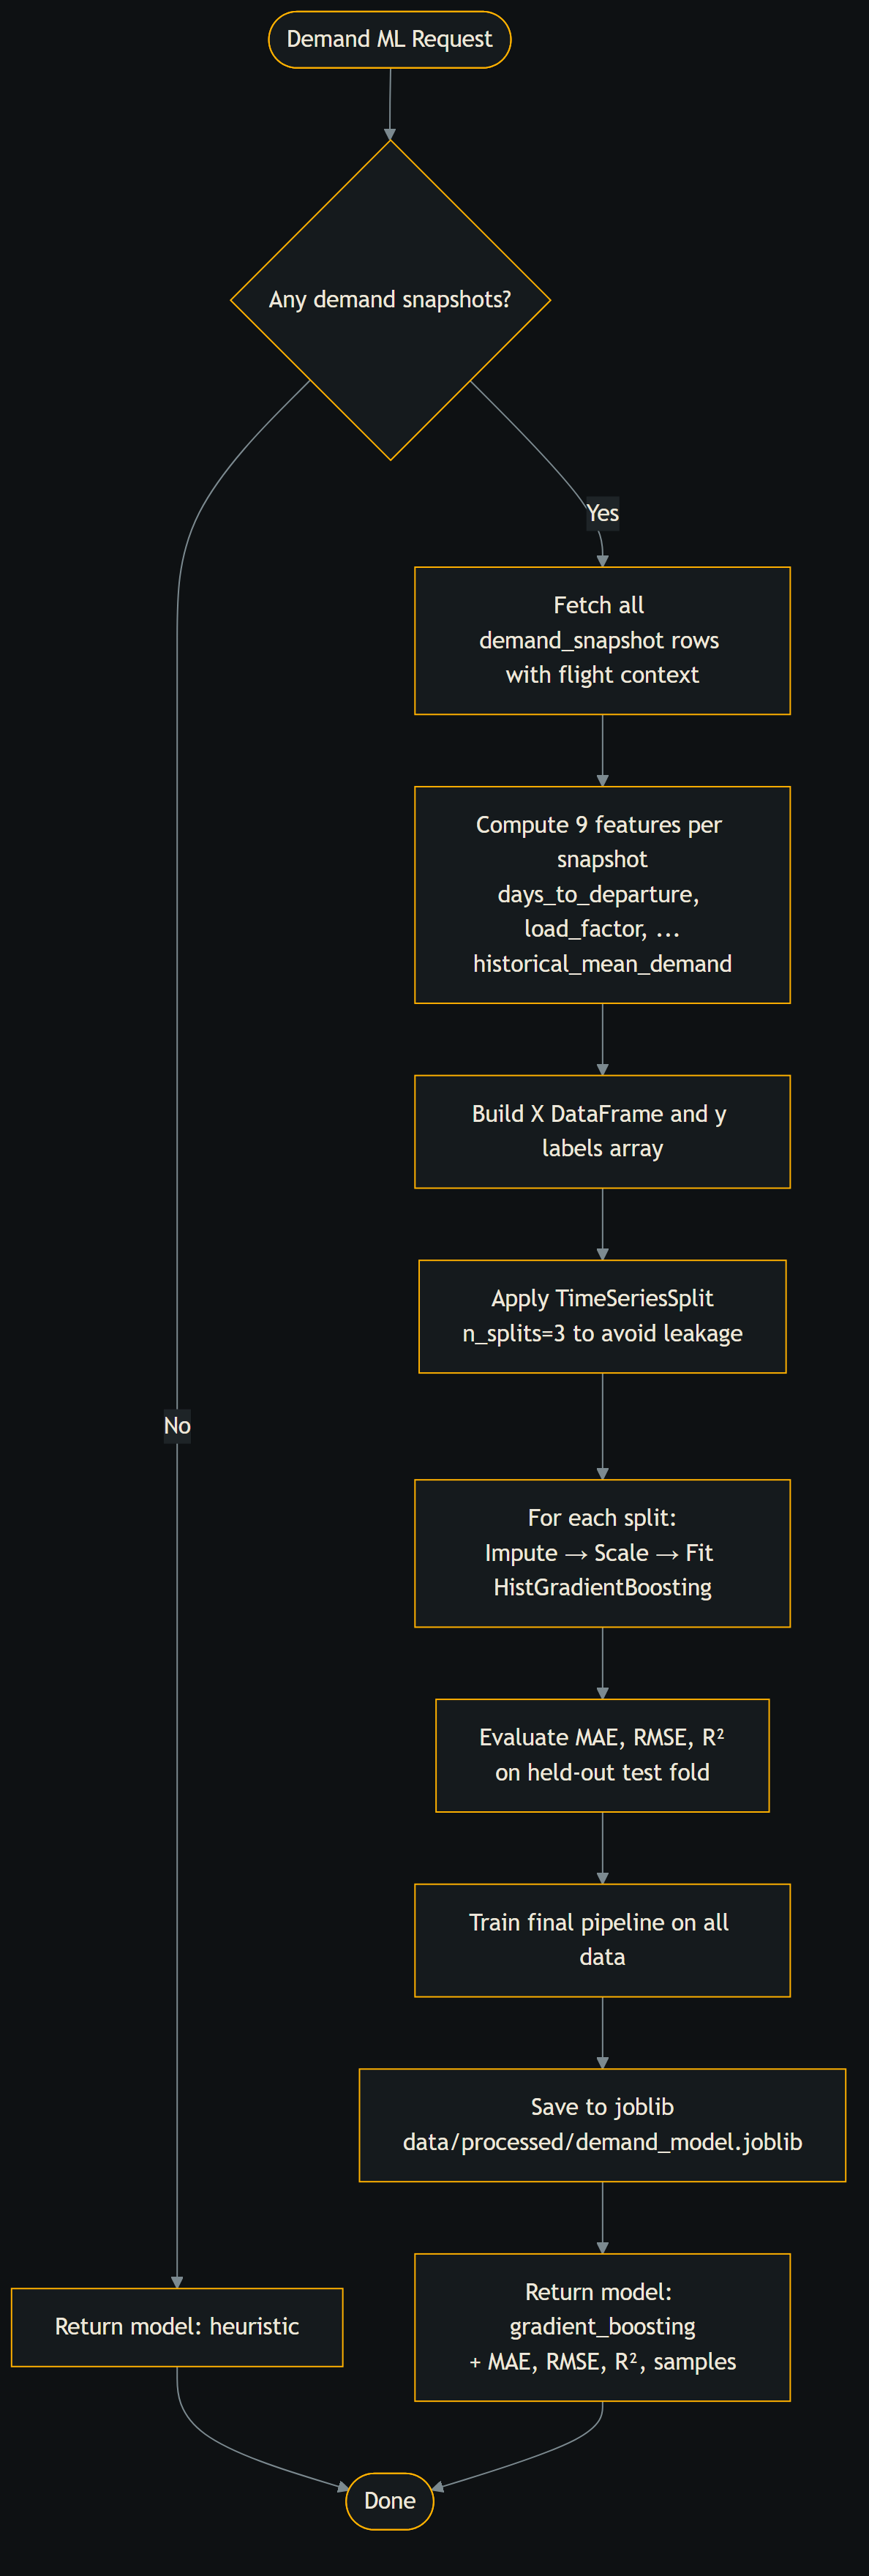 Demand ML Request
Any demand snapshots?
Yes
Fetch all
demand_snapshot rows
with flight context
Compute 9 features per
snapshot
days_to_departure,
load_factor, ...
historical_mean_demand
Build X DataFrame and y
labels array
Apply TimeSeriesSplit
n_splits=3 to avoid leakage
No
For each split:
Impute → Scale → Fit
HistGradientBoosting
Evaluate MAE, RMSE, R²
on held-out test fold
Train final pipeline on all
data
Save to joblib
data/processed/demand_model.joblib
Return model: heuristic
Return model:
gradient_boosting
+ MAE, RMSE, R², samples
Done